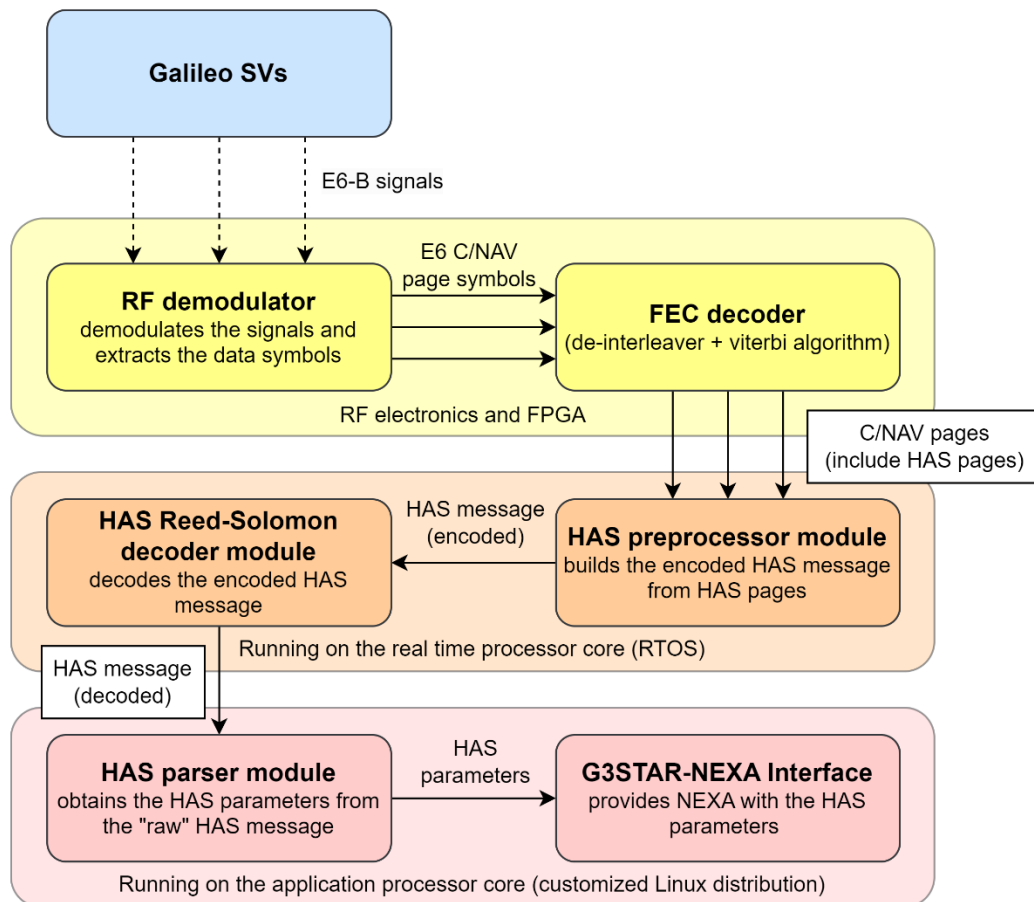 Galileo SVs
E6-B signals
E6 C/NAV
page symbols
RF demodulator
demodulates the signals and
extracts the data symbols
FEC decoder
(de-interleaver + viterbi algorithm)
RF electronics and FPGA
C/NAV pages
(include HAS pages)
HAS Reed-Solomon
decoder module
decodes the encoded HAS
message
HAS message
(encoded)
HAS preprocessor module
builds the encoded HAS message
from HAS pages
Running on the real time processor core (RTOS)
HAS message
(decoded)
HAS parser module
obtains the HAS parameters from
the "raw" HAS message
HAS
parameters
G3STAR-NEXA Interface
provides NEXA with the HAS
parameters
Running on the application processor core (customized Linux distribution)